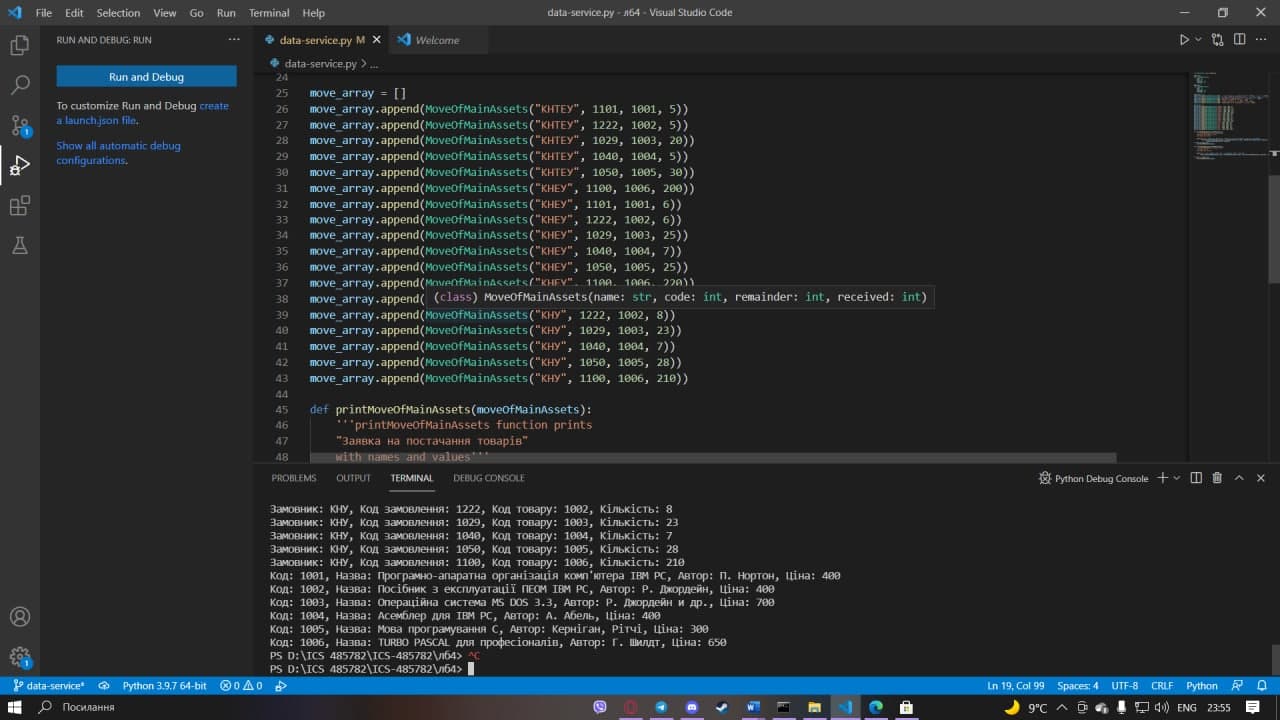 File Edit Selection View Go Run Terminal Help
data-service.py - л64 - Visual Studio Code
RUN AND DEBUG: RUN
data-service.py M
Welcome
data-service.py > ...
Run and Debug
To customize Run and Debug create
a launch.json file.
Show all automatic debug
configurations.
24
25 move_array = []
26 move_array.append(MoveOfMainAssets("КНТЕУ", 1101, 1001, 5))
27 move_array.append(MoveOfMainAssets("КНТЕУ", 1222, 1002, 5))
28 move_array.append(MoveOfMainAssets("КНТЕУ", 1029, 1003, 20))
29 move_array.append(MoveOfMainAssets("КНТЕУ", 1040, 1004, 5))
30 move_array.append(MoveOfMainAssets("КНТЕУ", 1050, 1005, 30))
31 move_array.append(MoveOfMainAssets("КНЕУ", 1100, 1006, 200))
32 move_array.append(MoveOfMainAssets("КНЕУ", 1101, 1001, 6))
33 move_array.append(MoveOfMainAssets("КНЕУ", 1222, 1002, 6))
34 move_array.append(MoveOfMainAssets("КНЕУ", 1029, 1003, 25))
35 move_array.append(MoveOfMainAssets("КНЕУ", 1040, 1004, 7))
36 move_array.append(MoveOfMainAssets("КНЕУ", 1050, 1005, 25))
37 move_array.append(MoveOfMainAssets("КНЕУ", 1100, 1006, 220))
38 move_array.append(
(class) MoveOfMainAssets(name: str, code: int, remainder: int, received: int)
39 move_array.append(MoveOfMainAssets("КНУ", 1222, 1002, 8))
40 move_array.append(MoveOfMainAssets("КНУ", 1029, 1003, 23))
41 move_array.append(MoveOfMainAssets("КНУ", 1040, 1004, 7))
42 move_array.append(MoveOfMainAssets("КНУ", 1050, 1005, 28))
43 move_array.append(MoveOfMainAssets("КНУ", 1100, 1006, 210))
44
45 def printMoveOfMainAssets(moveOfMainAssets):
46 '''printMoveOfMainAssets function prints
47 "Заявка на постачання товарів"
48 with names and values'''
PROBLEMS OUTPUT TERMINAL DEBUG CONSOLE
Python Debug Console
Замовник: КНУ, Код замовлення: 1222, Код товару: 1002, Кількість: 8
Замовник: КНУ, Код замовлення: 1029, Код товару: 1003, Кількість: 23
Замовник: КНУ, Код замовлення: 1040, Код товару: 1004, Кількість: 7
Замовник: КНУ, Код замовлення: 1050, Код товару: 1005, Кількість: 28
Замовник: КНУ, Код замовлення: 1100, Код товару: 1006, Кількість: 210
Код: 1001, Назва: Програмно-апаратна організація комп'ютера IBM PC, Автор: П. Нортон, Ціна: 400
Код: 1002, Назва: Посібник з експлуатації ПЕОМ IBM PC, Автор: Р. Джордейн, Ціна: 400
Код: 1003, Назва: Операційна система MS DOS 3.3, Автор: Р. Джордейн и др., Ціна: 700
Код: 1004, Назва: Асемблер для IBM PC, Автор: А. Абель, Ціна: 400
Код: 1005, Назва: Мова програмування С, Автор: Керніган, Рітчі, Ціна: 300
Код: 1006, Назва: TURBO PASCAL для професіоналів, Автор: Г. Шилдт, Ціна: 650
PS D:\ICS 485782\ICS-485782\лб4> ^C
PS D:\ICS 485782\ICS-485782\лб4>
data-service* Python 3.9.7 64-bit 0 0
Ln 19, Col 99 Spaces: 4 UTF-8 CRLF Python
Посилання
9°C ENG 23:55